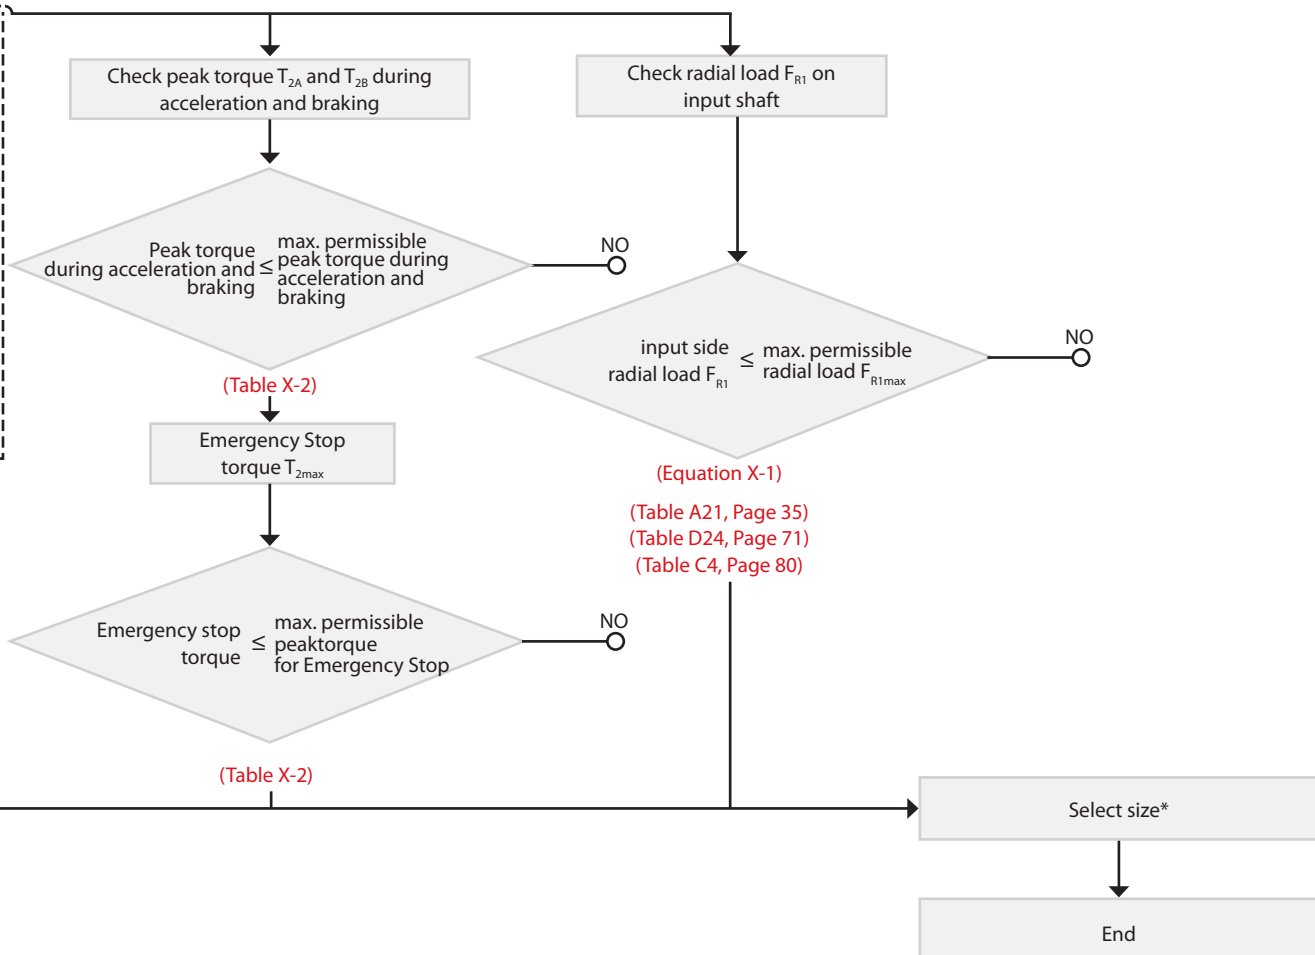 Check peak torque T2A and T2B during
acceleration and braking
Peak torque
during acceleration and
braking
≤
max. permissible
peak torque during
acceleration and
braking
NO
(Table X-2)
Emergency Stop
torque T2max
Emergency stop
torque
≤
max. permissible
peaktorque
for Emergency Stop
NO
(Table X-2)
Check radial load FR1 on
input shaft
input side
radial load FR1
≤
max. permissible
radial load FR1max
NO
(Equation X-1)
(Table A21, Page 35)
(Table D24, Page 71)
(Table C4, Page 80)
Select size*
End